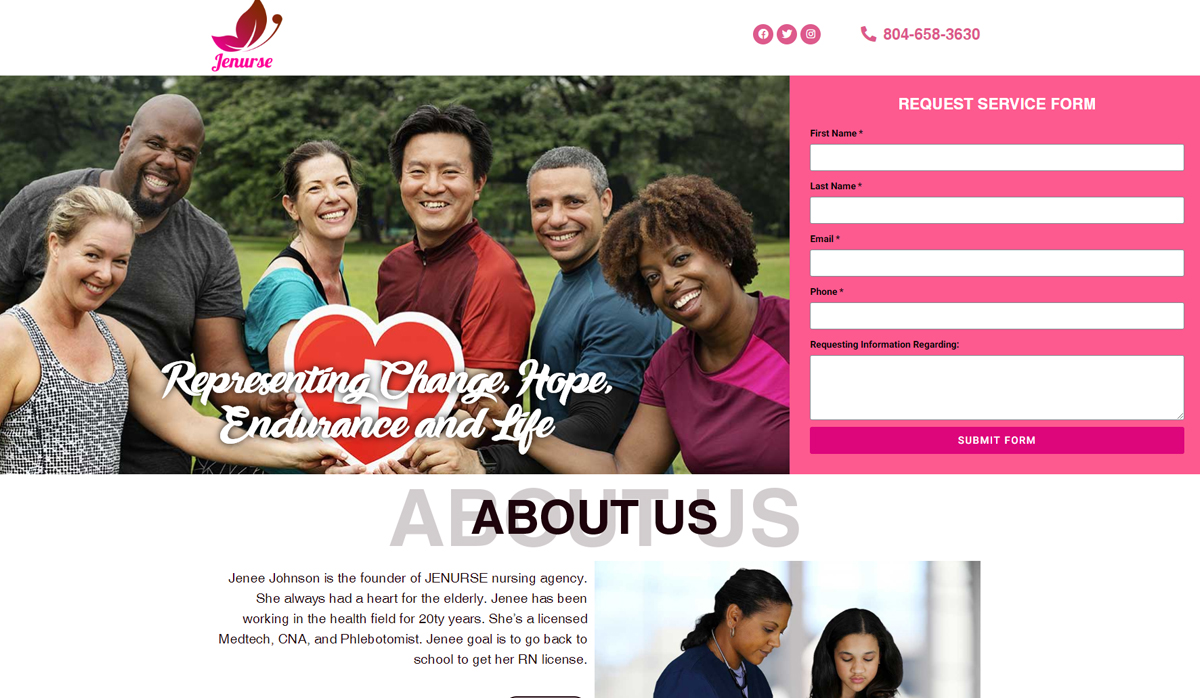 Jenurse
804-658-3630
REQUEST SERVICE FORM
First Name *
Last Name *
Email *
Phone *
Requesting Information Regarding:
SUBMIT FORM
Representing Change, Hope,
Endurance and Life
ABOUT US
ABOUT US
Jenee Johnson is the founder of JENURSE nursing agency.
She always had a heart for the elderly. Jenee has been
working in the health field for 20ty years. She's a licensed
Medtech, CNA, and Phlebotomist. Jenee goal is to go back to
school to get her RN license.